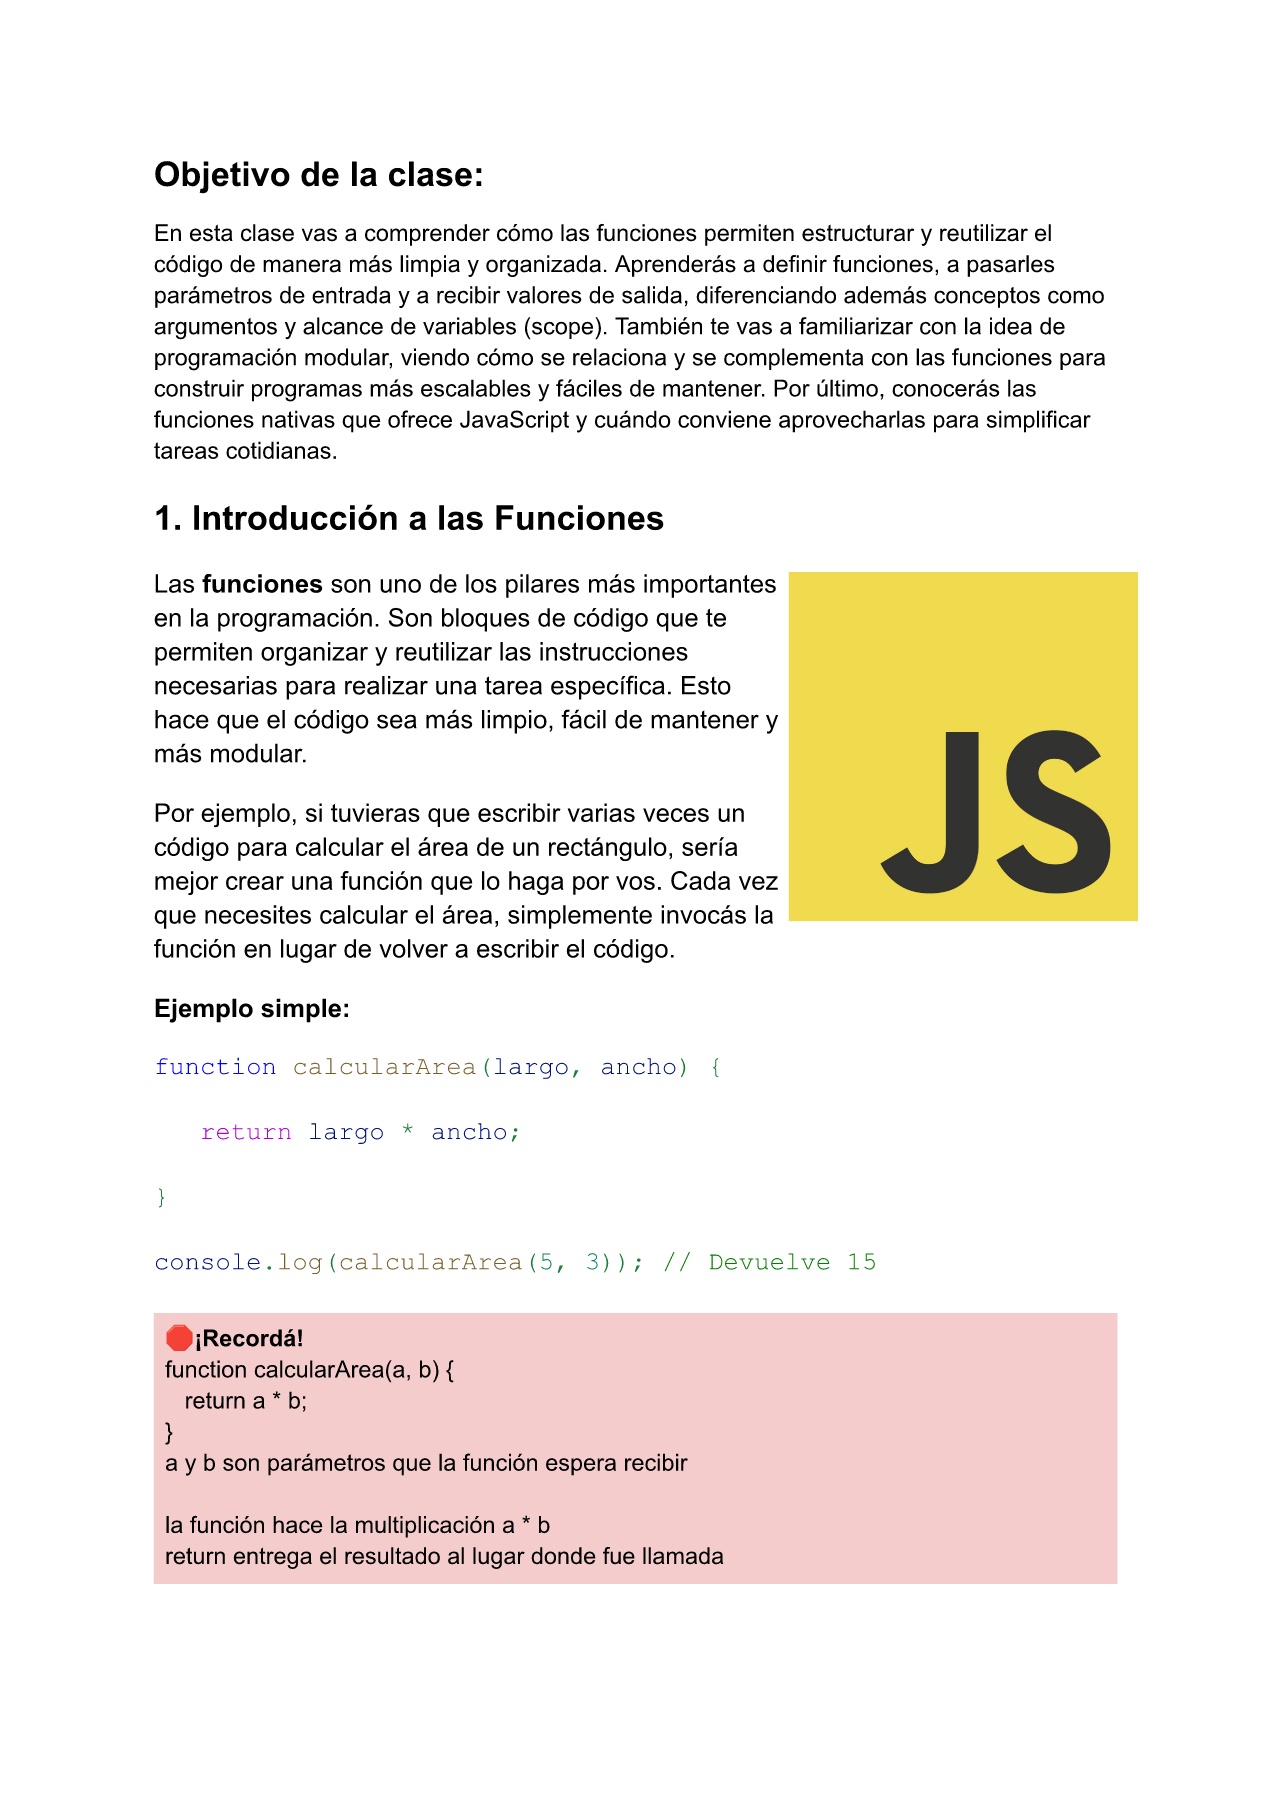 Objetivo de la clase:
En esta clase vas a comprender cómo las funciones permiten estructurar y reutilizar el
código de manera más limpia y organizada. Aprenderás a definir funciones, a pasarles
parámetros de entrada y a recibir valores de salida, diferenciando además conceptos como
argumentos y alcance de variables (scope). También te vas a familiarizar con la idea de
programación modular, viendo cómo se relaciona y se complementa con las funciones para
construir programas más escalables y fáciles de mantener. Por último, conocerás las
funciones nativas que ofrece JavaScript y cuándo conviene aprovecharlas para simplificar
tareas cotidianas.
1. Introducción a las Funciones
Las funciones son uno de los pilares más importantes
en la programación. Son bloques de código que te
permiten organizar y reutilizar las instrucciones
necesarias para realizar una tarea específica. Esto
hace que el código sea más limpio, fácil de mantener y
más modular.
Por ejemplo, si tuvieras que escribir varias veces un
código para calcular el área de un rectángulo, sería
mejor crear una función que lo haga por vos. Cada vez
que necesites calcular el área, simplemente invocás la
función en lugar de volver a escribir el código.
JS
Ejemplo simple:
function calcularArea(largo, ancho) {
   return largo * ancho;
}
console.log(calcularArea(5, 3)); // Devuelve 15
🛑¡Recordá!
function calcularArea(a, b) {
   return a * b;
}
a y b son parámetros que la función espera recibir
la función hace la multiplicación a * b
return entrega el resultado al lugar donde fue llamada